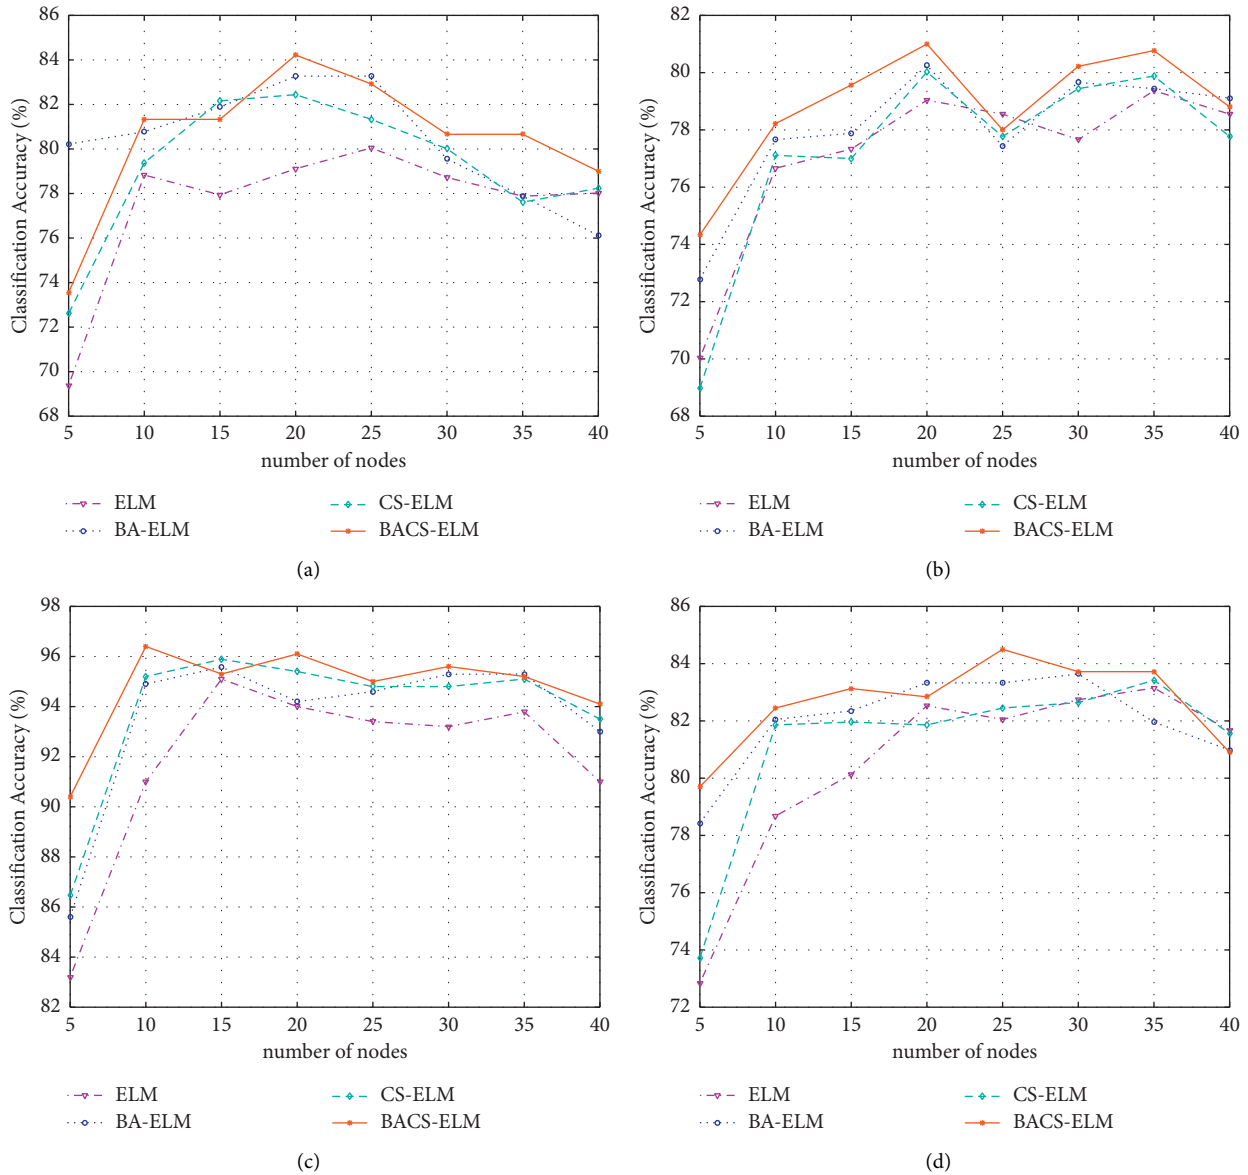 86
84
82
80
78
76
74
72
70
68
Classification Accuracy (%)
5 10 15 20 25 30 35 40
number of nodes
ELM
CS-ELM
BA-ELM
BACS-ELM
(a)
82
80
78
76
74
72
70
68
Classification Accuracy (%)
5 10 15 20 25 30 35 40
number of nodes
ELM
CS-ELM
BA-ELM
BACS-ELM
(b)
98
96
94
92
90
88
86
84
82
Classification Accuracy (%)
5 10 15 20 25 30 35 40
number of nodes
ELM
CS-ELM
BA-ELM
BACS-ELM
(c)
86
84
82
80
78
76
74
72
Classification Accuracy (%)
5 10 15 20 25 30 35 40
number of nodes
ELM
CS-ELM
BA-ELM
BACS-ELM
(d)